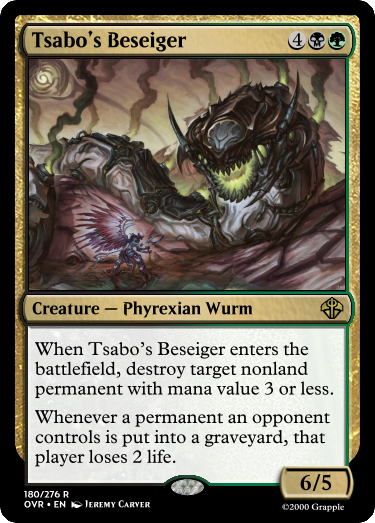 Tsabo's Beseiger 4
Creature — Phyrexian Wurm
When Tsabo's Beseiger enters the
battlefield, destroy target nonland
permanent with mana value 3 or less.
Whenever a permanent an opponent
controls is put into a graveyard, that
player loses 2 life.
6/5
180/276 R
OVR • EN Jeremy Carver
©2000 Grapple